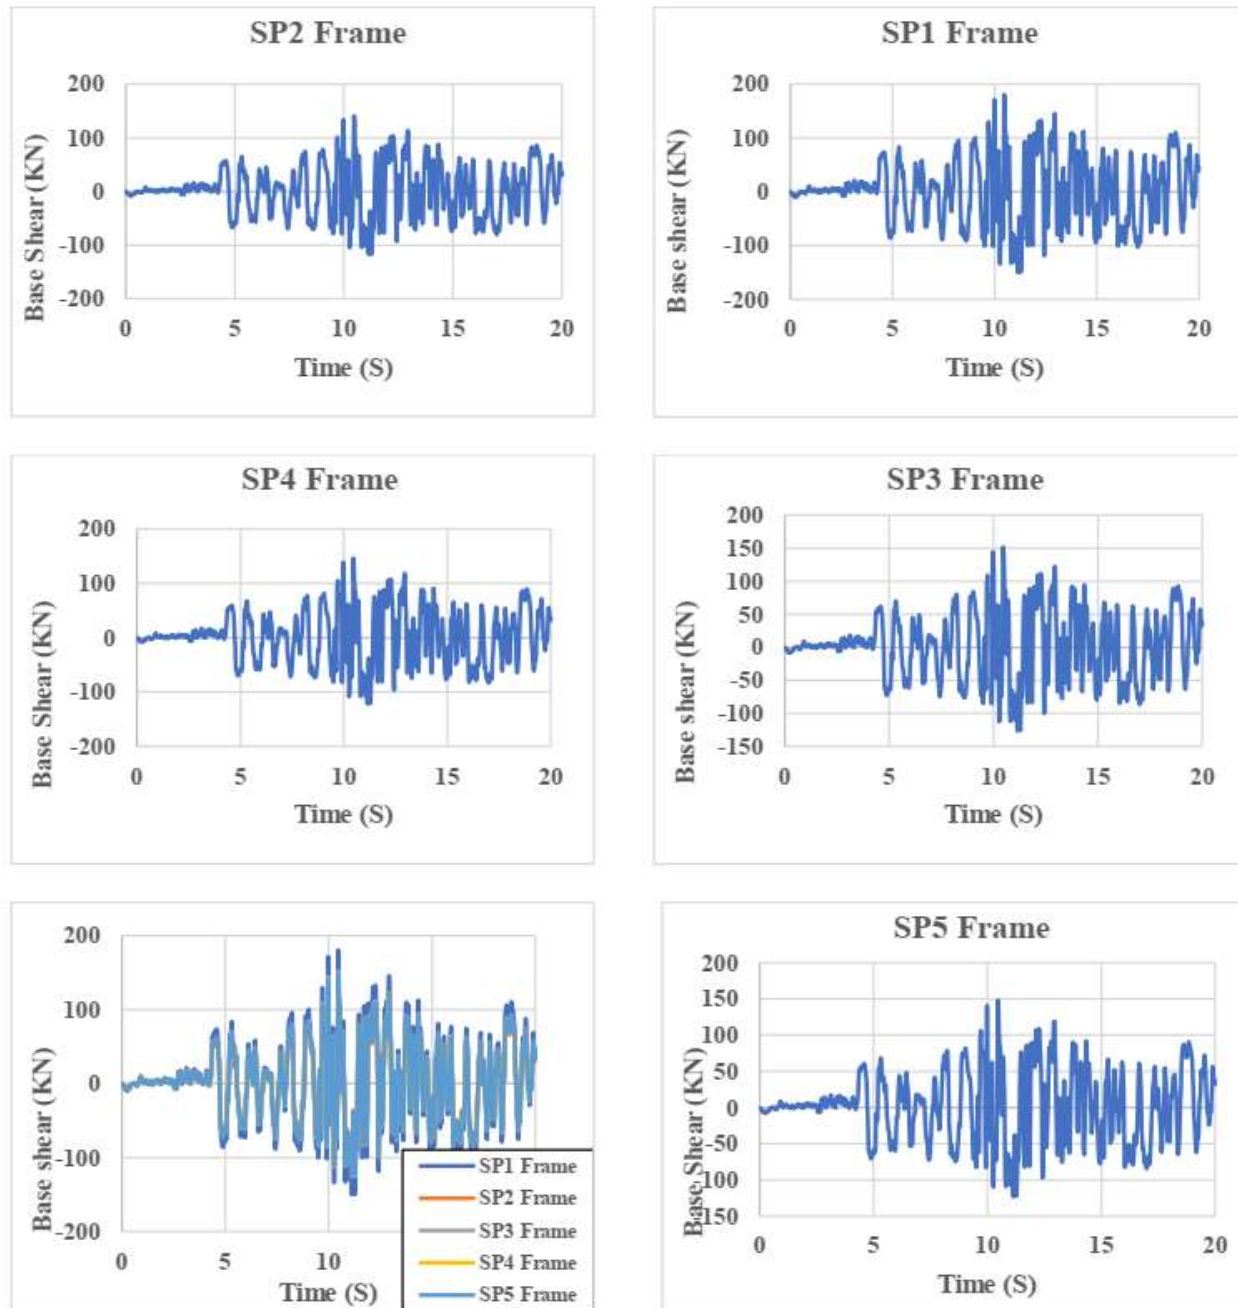 SP2 Frame
200
100
0
-100
-200
0 5 10 15 20
Base Shear (KN)
Time (S)
SP1 Frame
200
100
0
-100
-200
0 5 10 15 20
Base shear (KN)
Time (S)
SP4 Frame
200
100
0
-100
-200
0 5 10 15 20
Base Shear (KN)
Time (S)
SP3 Frame
200
150
100
50
0
-50
-100
-150
0 5 10 15 20
Base shear (KN)
Time (S)
200
100
0
-100
-200
0 5 10
Base shear (KN)
Time (S)
SP1 Frame
SP2 Frame
SP3 Frame
SP4 Frame
SP5 Frame
SP5 Frame
200
150
100
50
0
-50
-100
-150
0 5 10 15 20
Base Shear (KN)
Time (S)